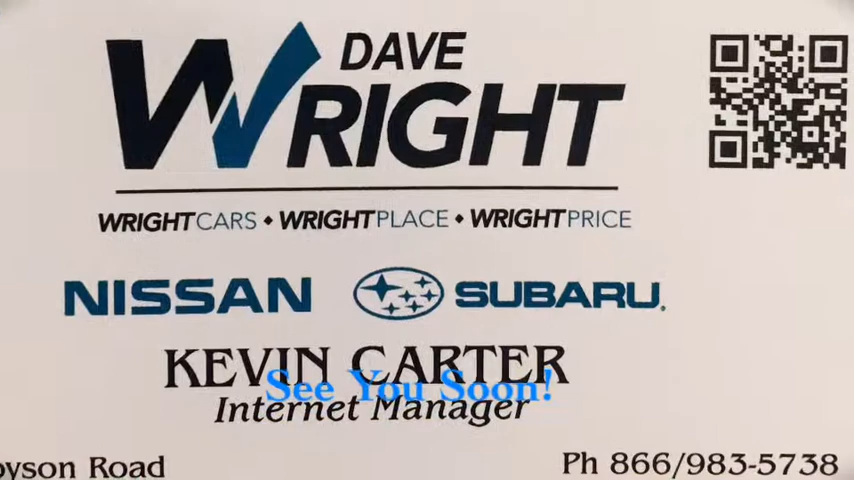 DAVE
WRIGHT
WRIGHTCARS • WRIGHTPLACE • WRIGHTPRICE
NISSAN SUBARU.
KEVIN CARTER
See You Soon!
Internet Manager
Road
Ph 866/983-5738